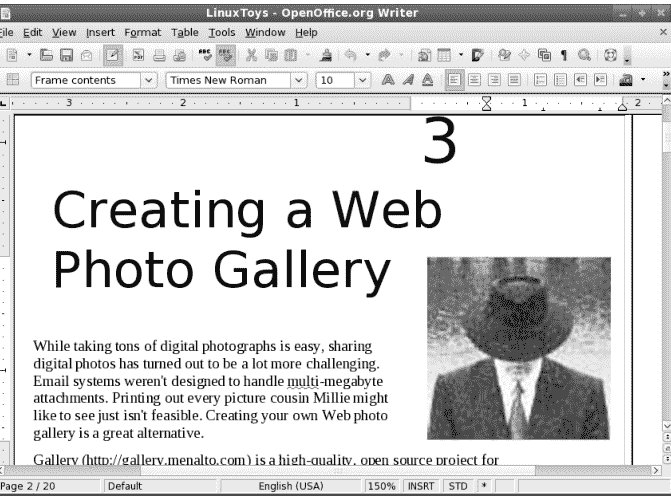 LinuxToys - OpenOffice.org Writer
File Edit View Insert Format Table Tools Window Help
Frame contents Times New Roman 10
3 2 1 1 2
3
Creating a Web
Photo Gallery
While taking tons of digital photographs is easy, sharing
digital photos has turned out to be a lot more challenging.
Email systems weren't designed to handle multi-megabyte
attachments. Printing out every picture cousin Millie might
like to see just isn't feasible. Creating your own Web photo
gallery is a great alternative.
Gallery (http://gallery.menalto.com) is a high-quality, open source project for
Page 2 / 20 Default English (USA) 150% INSRT STD *